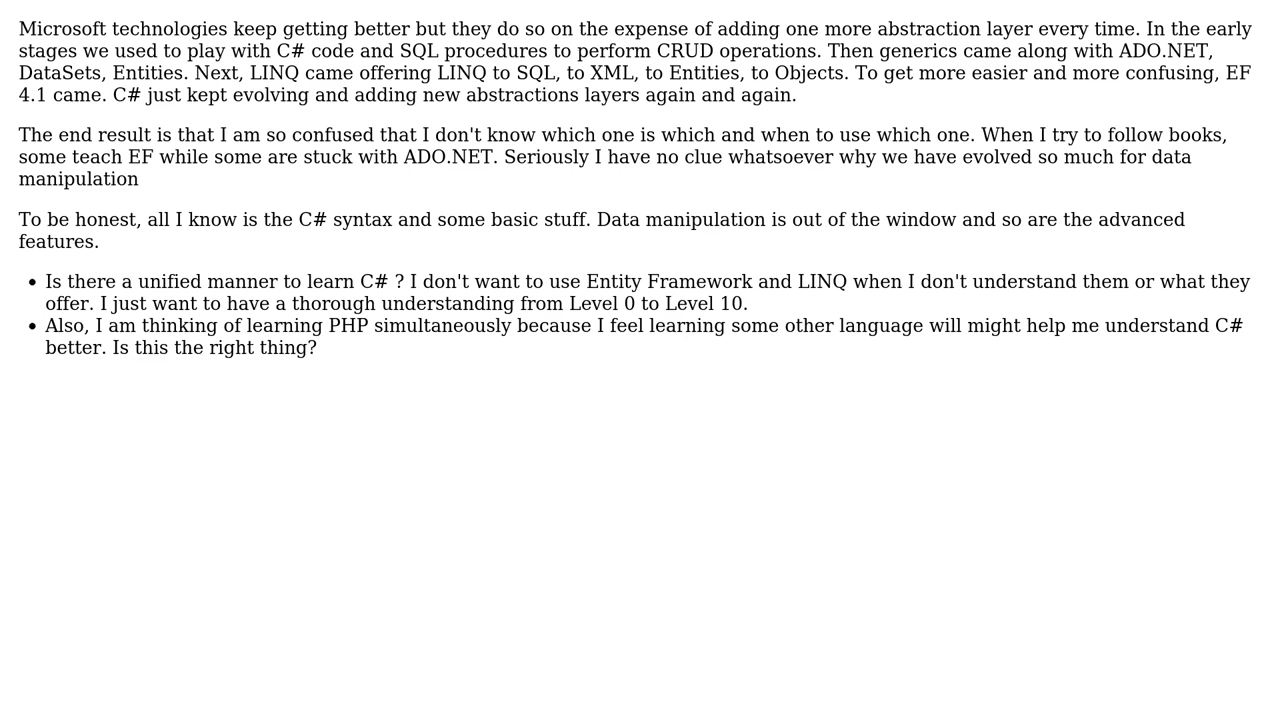 Microsoft technologies keep getting better but they do so on the expense of adding one more abstraction layer every time. In the early
stages we used to play with C# code and SQL procedures to perform CRUD operations. Then generics came along with ADO.NET,
DataSets, Entities. Next, LINQ came offering LINQ to SQL, to XML, to Entities, to Objects. To get more easier and more confusing, EF
4.1 came. C# just kept evolving and adding new abstractions layers again and again.
The end result is that I am so confused that I don't know which one is which and when to use which one. When I try to follow books,
some teach EF while some are stuck with ADO.NET. Seriously I have no clue whatsoever why we have evolved so much for data
manipulation
To be honest, all I know is the C# syntax and some basic stuff. Data manipulation is out of the window and so are the advanced
features.
• Is there a unified manner to learn C# ? I don't want to use Entity Framework and LINQ when I don't understand them or what they
offer. I just want to have a thorough understanding from Level 0 to Level 10.
• Also, I am thinking of learning PHP simultaneously because I feel learning some other language will might help me understand C#
better. Is this the right thing?